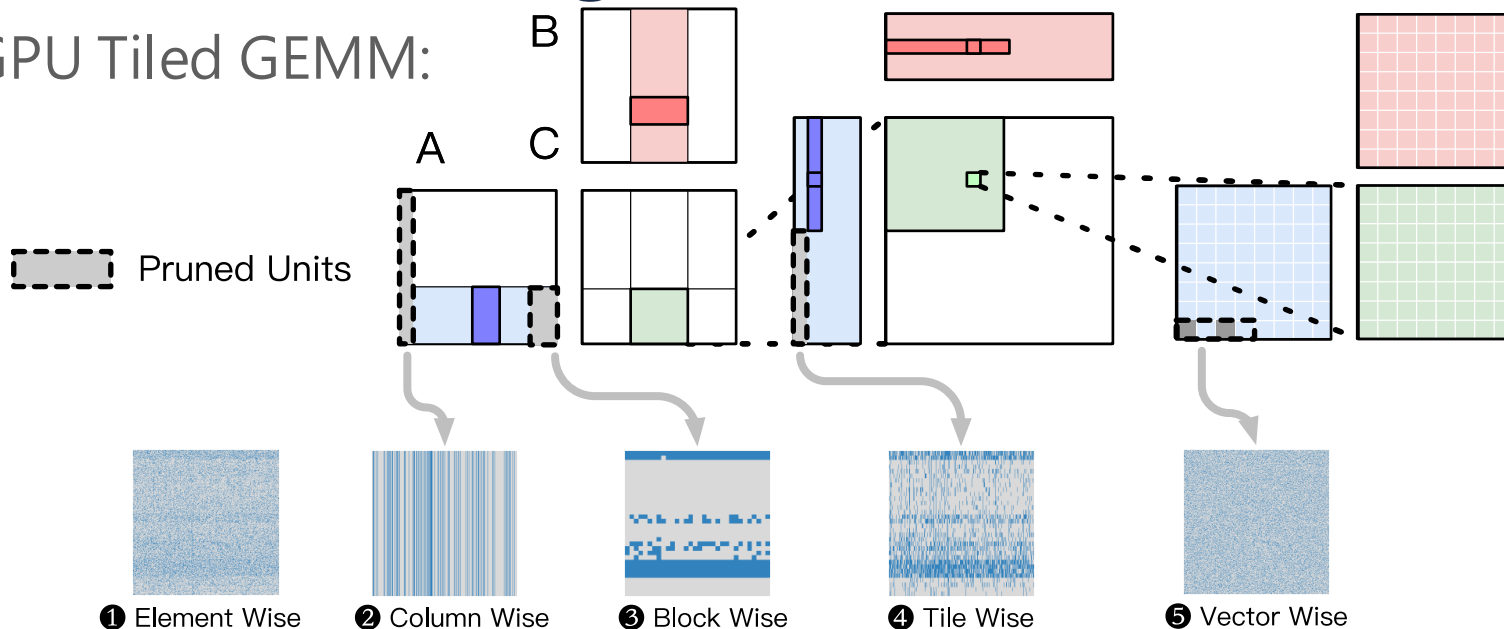 GPU Tiled GEMM:
B
A
C
Pruned Units
❶ Element Wise
❷ Column Wise
❸ Block Wise
❹ Tile Wise
❺ Vector Wise